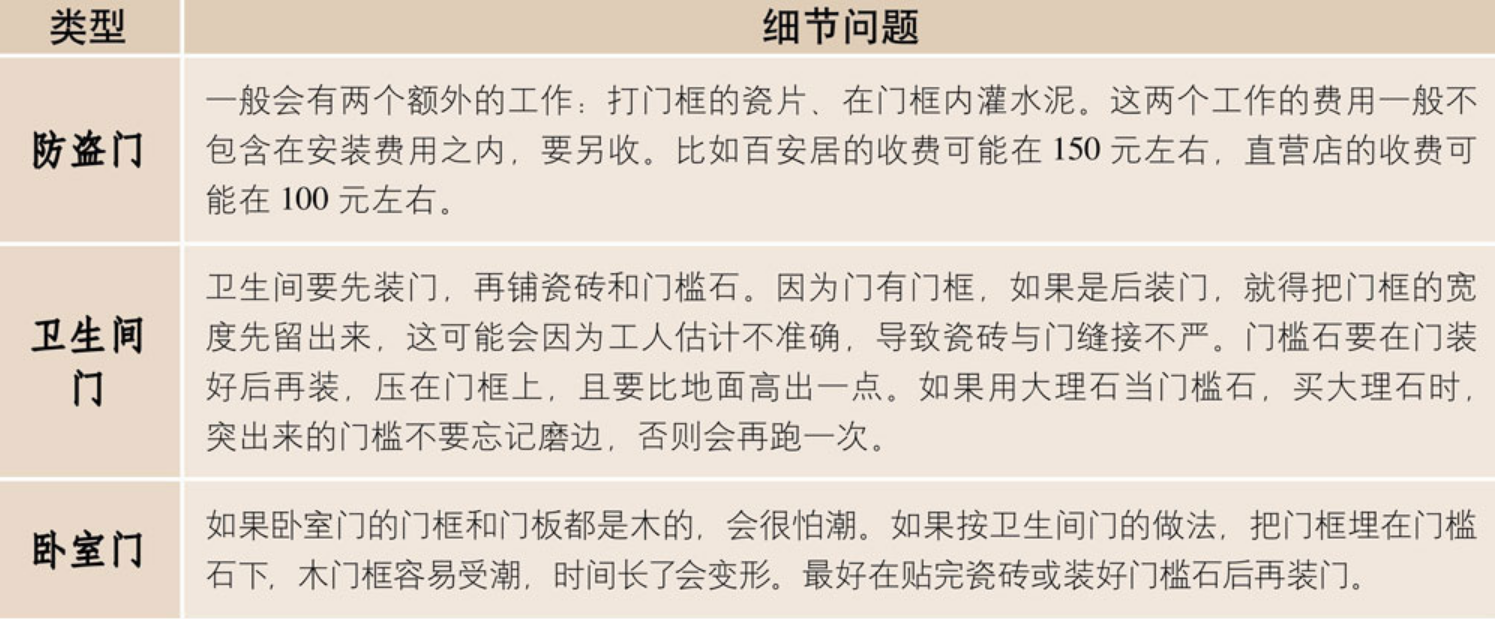 类型
细节问题
防盗门
一般会有两个额外的工作：打门框的瓷片、在门框内灌水泥。这两个工作的费用一般不
包含在安装费用之内，要另收。比如百安居的收费可能在 150 元左右，直营店的收费可
能在 100 元左右。
卫生间
门
卫生间要先装门，再铺瓷砖和门槛石。因为门有门框，如果是后装门，就得把门框的宽
度先留出来，这可能会因为工人估计不准确，导致瓷砖与门缝接不严。门槛石要在门装
好后再装，压在门框上，且要比地面高出一点。如果用大理石当门槛石，买大理石时，
突出来的门槛不要忘记磨边，否则会再跑一次。
卧室门
如果卧室门的门框和门板都是木的，会很怕潮。如果按卫生间门的做法，把门框埋在门槛
石下，木门框容易受潮，时间长了会变形。最好在贴完瓷砖或装好门槛石后再装门。